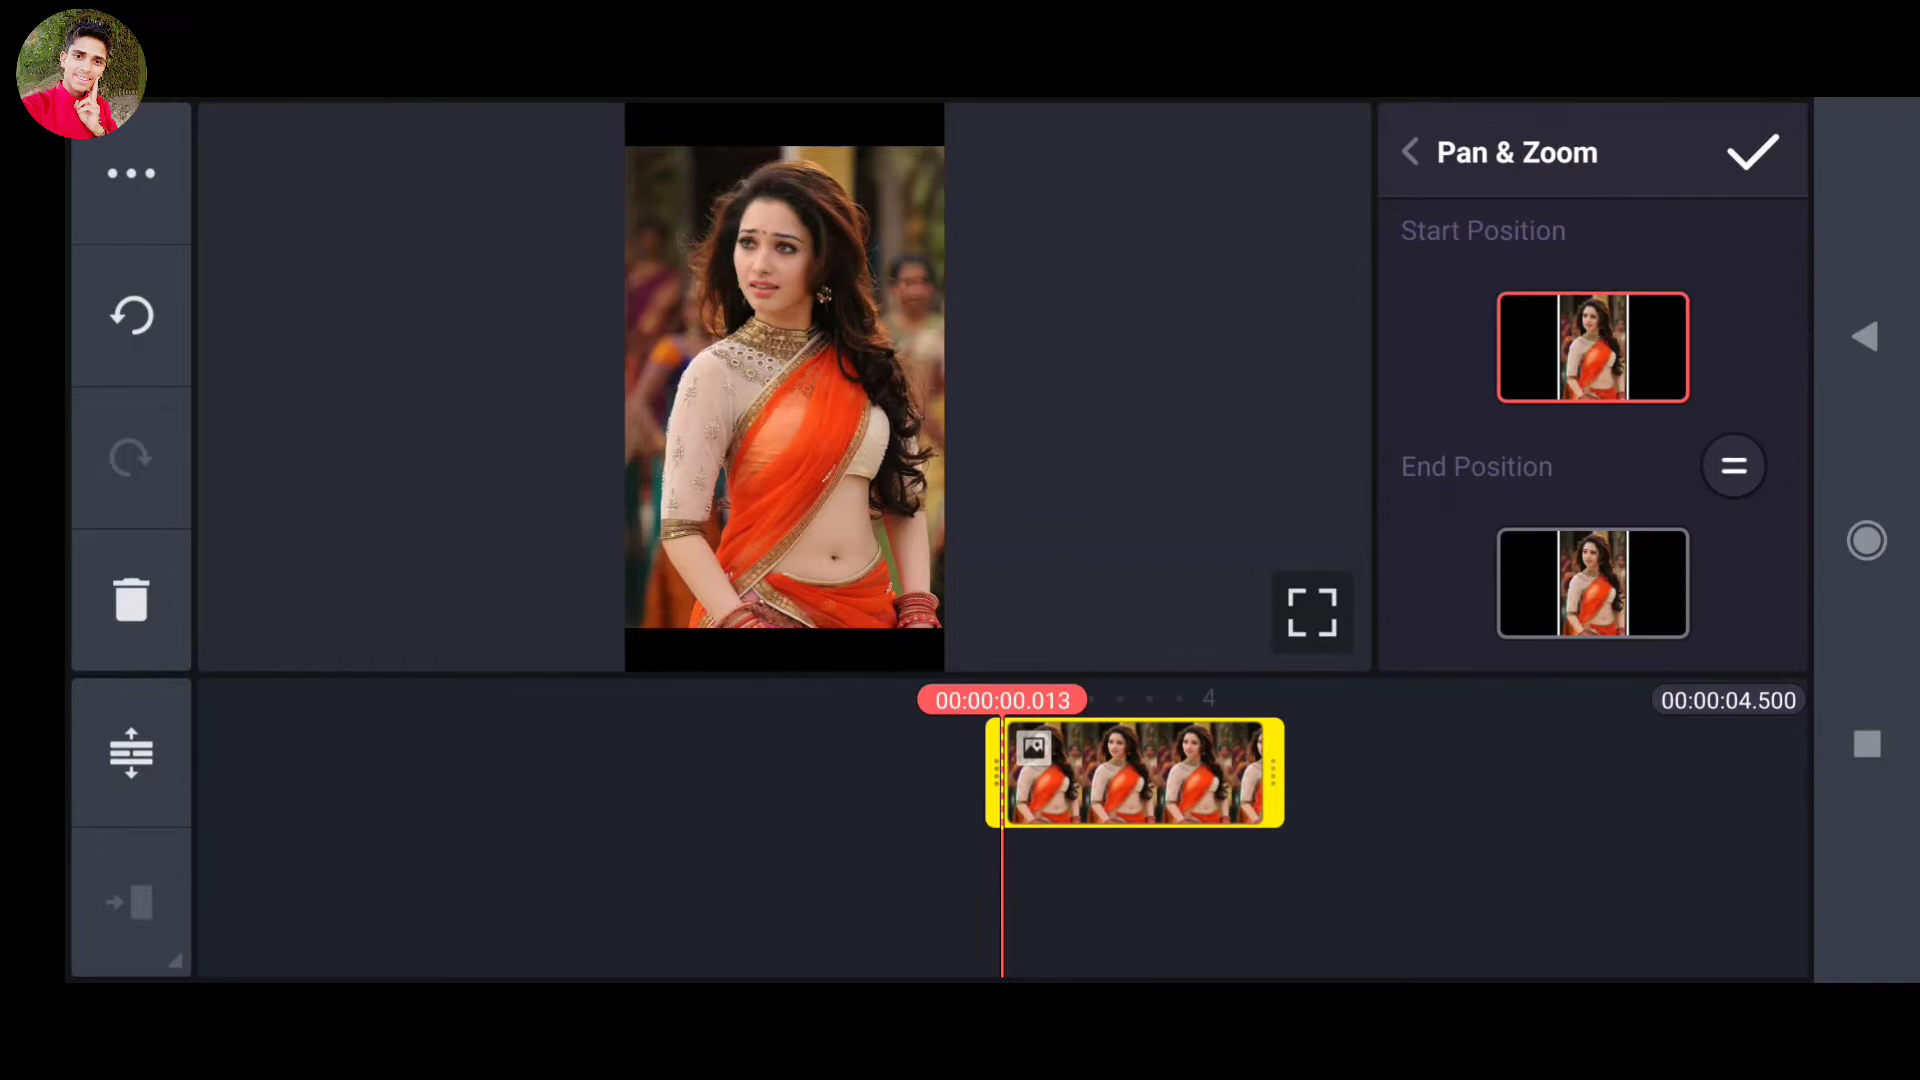 Pan & Zoom
Start Position
End Position
00:00:00.013
4
00:00:04.500